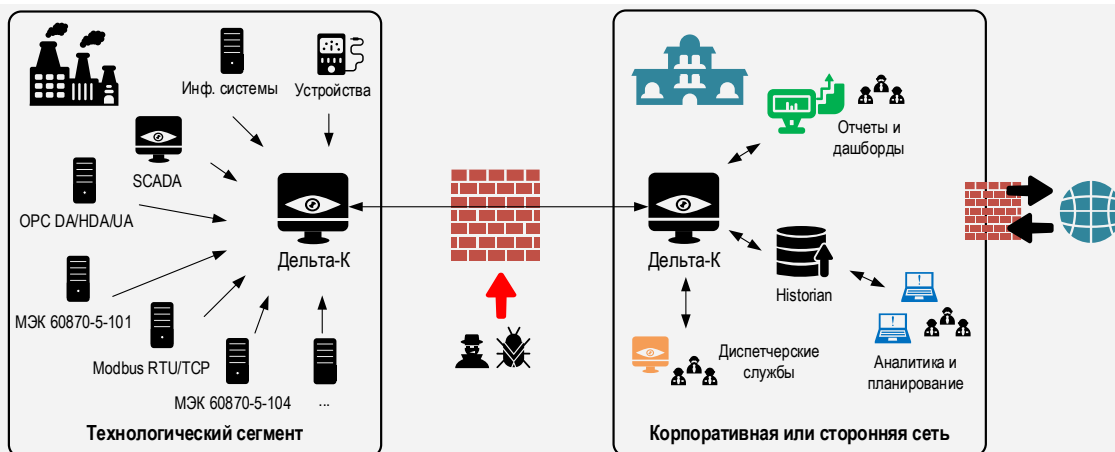 Инф. системы
Устройства
SCADA
OPC DA/HDA/UA
Дельта-К
МЭК 60870-5-101
Modbus RTU/TCP
МЭК 60870-5-104
...
Технологический сегмент
Отчеты и
дашборды
Дельта-К
Historian
Диспетчерские
службы
Аналитика и
планирование
Корпоративная или сторонняя сеть